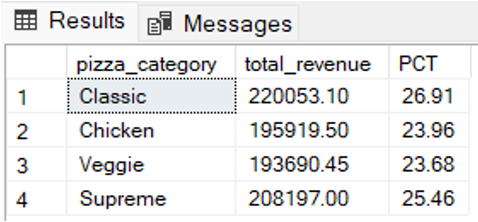 Results Messages
pizza_category total_revenue PCT
1 Classic 220053.10 26.91
2 Chicken 195919.50 23.96
3 Veggie 193690.45 23.68
4 Supreme 208197.00 25.46